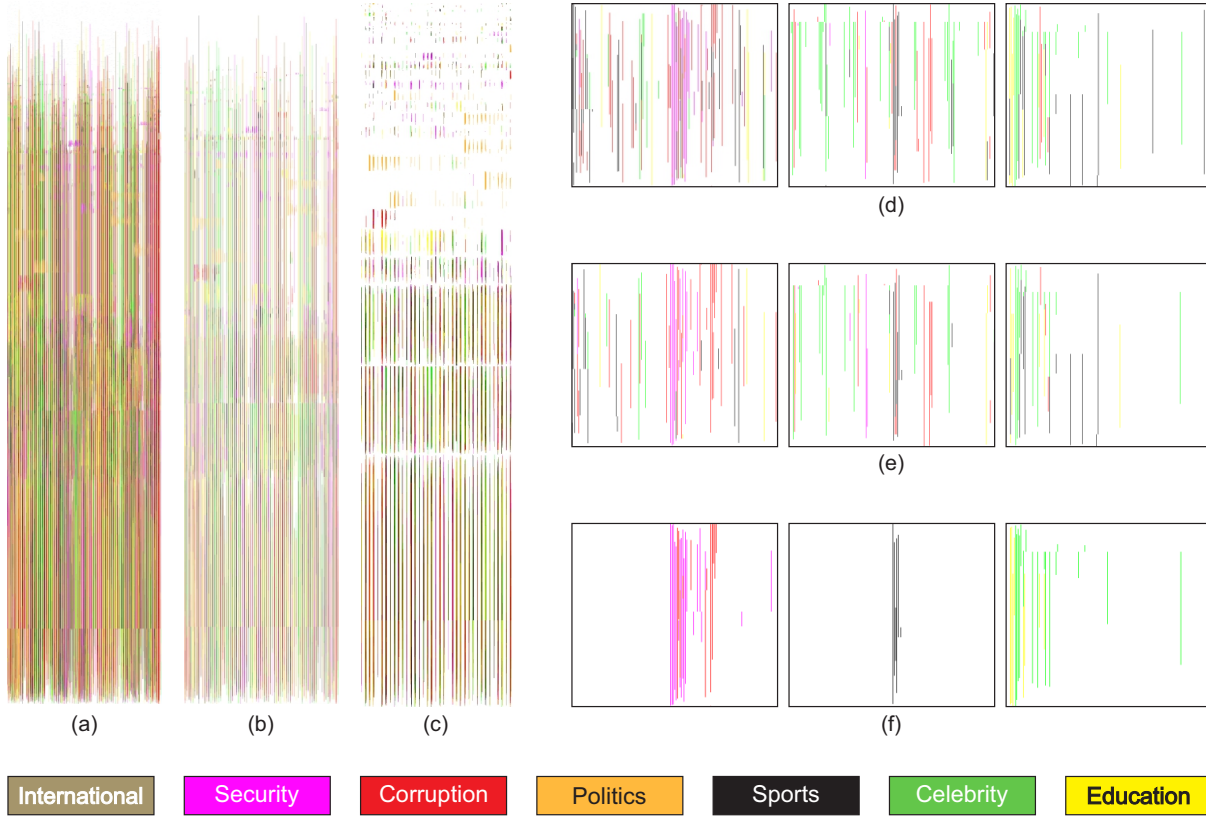 (d)
(e)
(a) (b) (c) (f)
International Security Corruption Politics Sports Celebrity Education